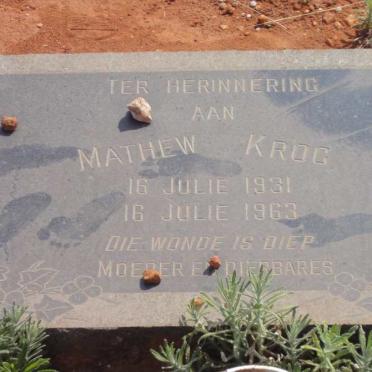 TER HERINNERING
AAN
MATHEW KROG
16 JULIE 1931
16 JULIE 1963
DIE WONDE IS DIEP
MOEDER EN DIERBARES